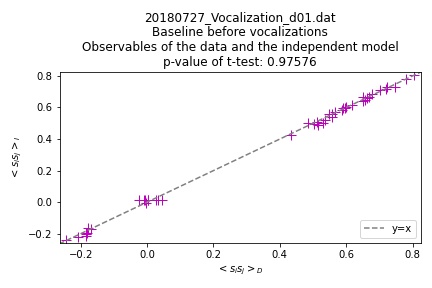 20180727_Vocalization_d01.dat
Baseline before vocalizations
Observables of the data and the independent model
p-value of t-test: 0.97576
< s_i s_j >_I
0.8
0.6
0.4
0.2
0.0
−0.2
−0.2 0.0 0.2 0.4 0.6 0.8
< s_i s_j >_D
y=x